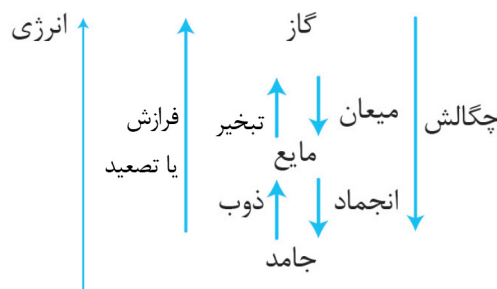 انرژی
گاز
فرازش
یا تصعید
تبخیر
میعان
چگالش
مایع
ذوب
انجماد
جامد